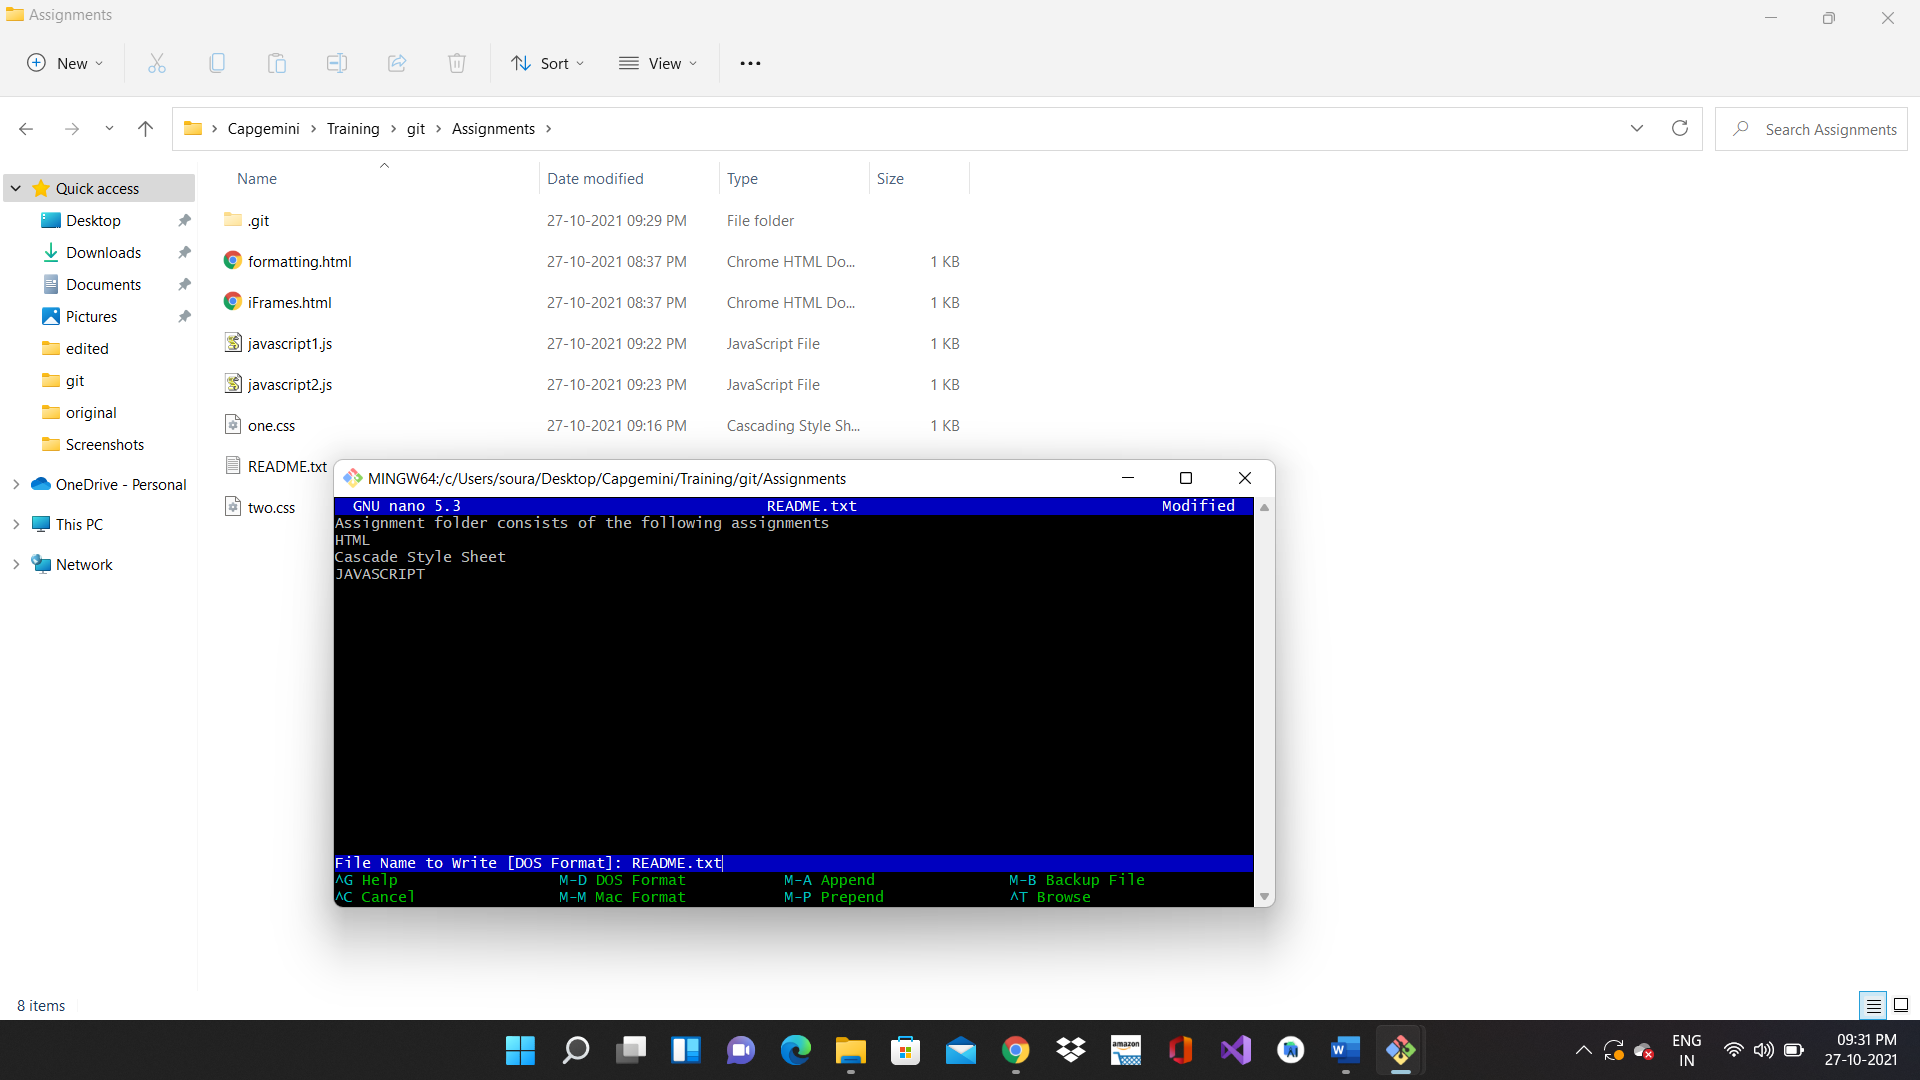 Assignments
New
Sort
View
Capgemini > Training > git > Assignments >
Search Assignments
Name Date modified Type Size
Quick access
Desktop
Downloads
Documents
Pictures
edited
git
original
Screenshots
OneDrive - Personal
This PC
Network
.git 27-10-2021 09:29 PM File folder
formatting.html 27-10-2021 08:37 PM Chrome HTML Do... 1 KB
iFrames.html 27-10-2021 08:37 PM Chrome HTML Do... 1 KB
javascript1.js 27-10-2021 09:22 PM JavaScript File 1 KB
javascript2.js 27-10-2021 09:23 PM JavaScript File 1 KB
one.css 27-10-2021 09:16 PM Cascading Style Sh... 1 KB
README.txt
two.css
MINGW64:/c/Users/soura/Desktop/Capgemini/Training/git/Assignments
GNU nano 5.3 README.txt Modified
Assignment folder consists of the following assignments
HTML
Cascade Style Sheet
JAVASCRIPT
File Name to Write [DOS Format]: README.txt
^G Help M-D DOS Format M-A Append M-B Backup File
^C Cancel M-M Mac Format M-P Prepend ^T Browse
8 items
amazon
ENG
IN
09:31 PM
27-10-2021